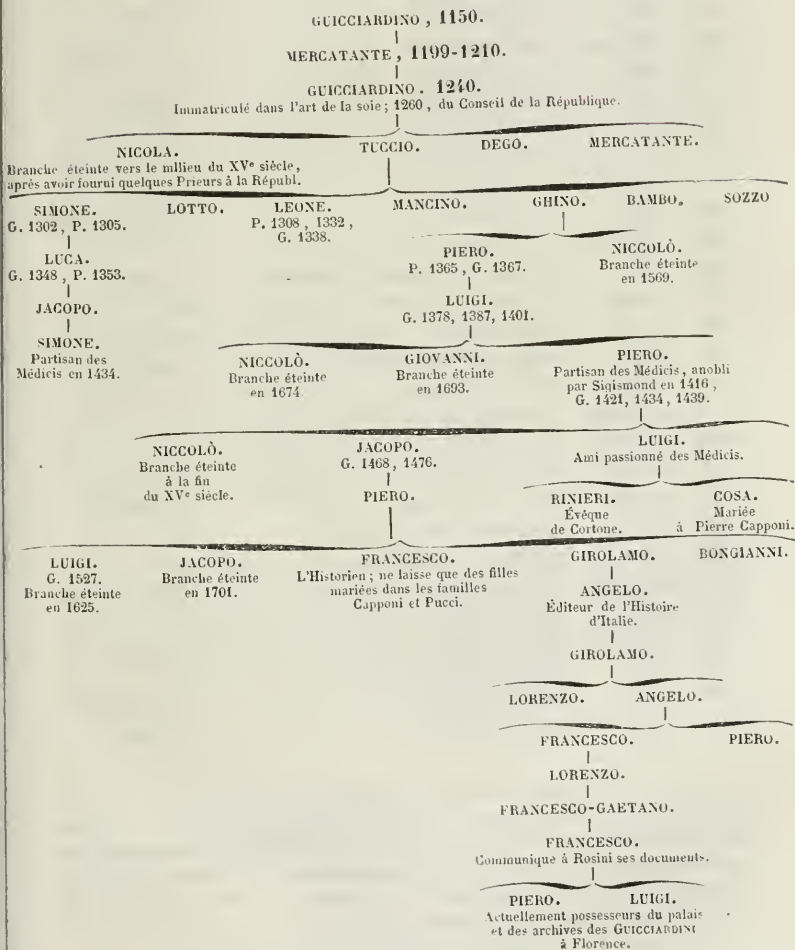 GUICCIARDINO , 1150.
MERCATANTE , 1199-1210.
GUICCIARDINO . 1240.
Immatriculé dans l'art de la soie ; 1260 , du Conseil de la République.
NICOLA. TUCCIO. DEGO. MERCATANTE.
Branche éteinte vers le milieu du XVe siècle,
après avoir fourni quelques Prieurs à la Républ.
SIMONE. LOTTO. LEONE. MANCINO. GHINO. BAMBO. SOZZO
G. 1302 , P. 1305. P. 1308 , 1332 ,
G. 1338.
LUCA.
G. 1348 , P. 1353.
JACOPO.
SIMONE.
Partisan des
Médicis en 1434.
PIERO. NICCOLÒ.
P. 1365 , G. 1367. Branche éteinte
en 1569.
LUIGI.
G. 1378, 1387, 1401.
NICCOLÒ. GIOVANNI. PIERO.
Branche éteinte Branche éteinte Partisan des Médicis, anobli
en 1674. en 1693. par Sigismond en 1416 ,
G. 1421, 1434, 1439.
NICCOLÒ. JACOPO. LUIGI.
Branche éteinte G. 1468, 1476. Ami passionné des Médicis.
à la fin
du XVe siècle. PIERO.
RINIERI. COSA.
Évêque Mariée
de Cortone. à Pierre Capponi.
LUIGI. JACOPO. FRANCESCO. GIROLAMO. BONGIANNI.
G. 1527. Branche éteinte L'Historien ; ne laisse que des filles
Branche éteinte en 1701. mariées dans les familles
en 1625. Capponi et Pucci.
ANGELO.
Éditeur de l'Histoire
d'Italie.
GIROLAMO.
LORENZO. ANGELO.
FRANCESCO. PIERO.
LORENZO.
FRANCESCO-GAETANO.
FRANCESCO.
Communique à Rosini ses documents.
PIERO. LUIGI.
Actuellement possesseurs du palais
et des archives des GUICCIARDINI
à Florence.